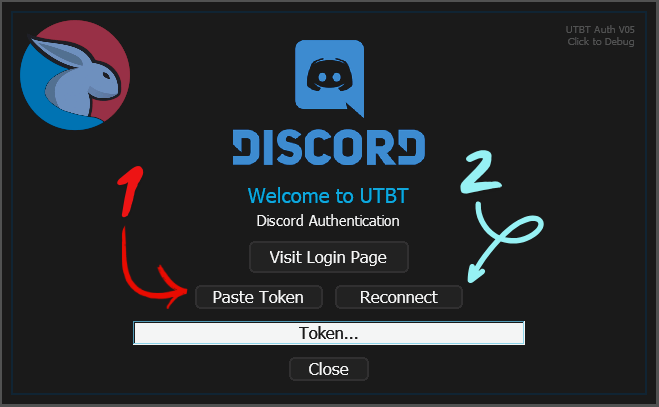 UTBT Auth V05
Click to Debug
DISCORD
1
2
Welcome to UTBT
Discord Authentication
Visit Login Page
Paste Token
Reconnect
Token...
Close